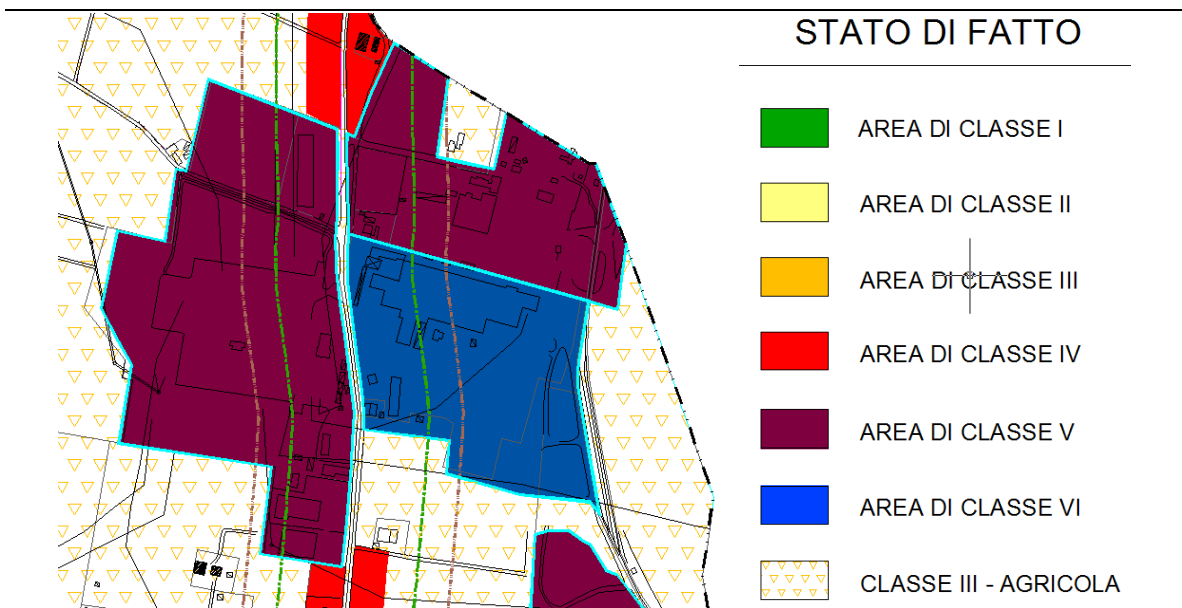 STATO DI FATTO
AREA DI CLASSE I
AREA DI CLASSE II
AREA DI CLASSE III
AREA DI CLASSE IV
AREA DI CLASSE V
AREA DI CLASSE VI
CLASSE III - AGRICOLA